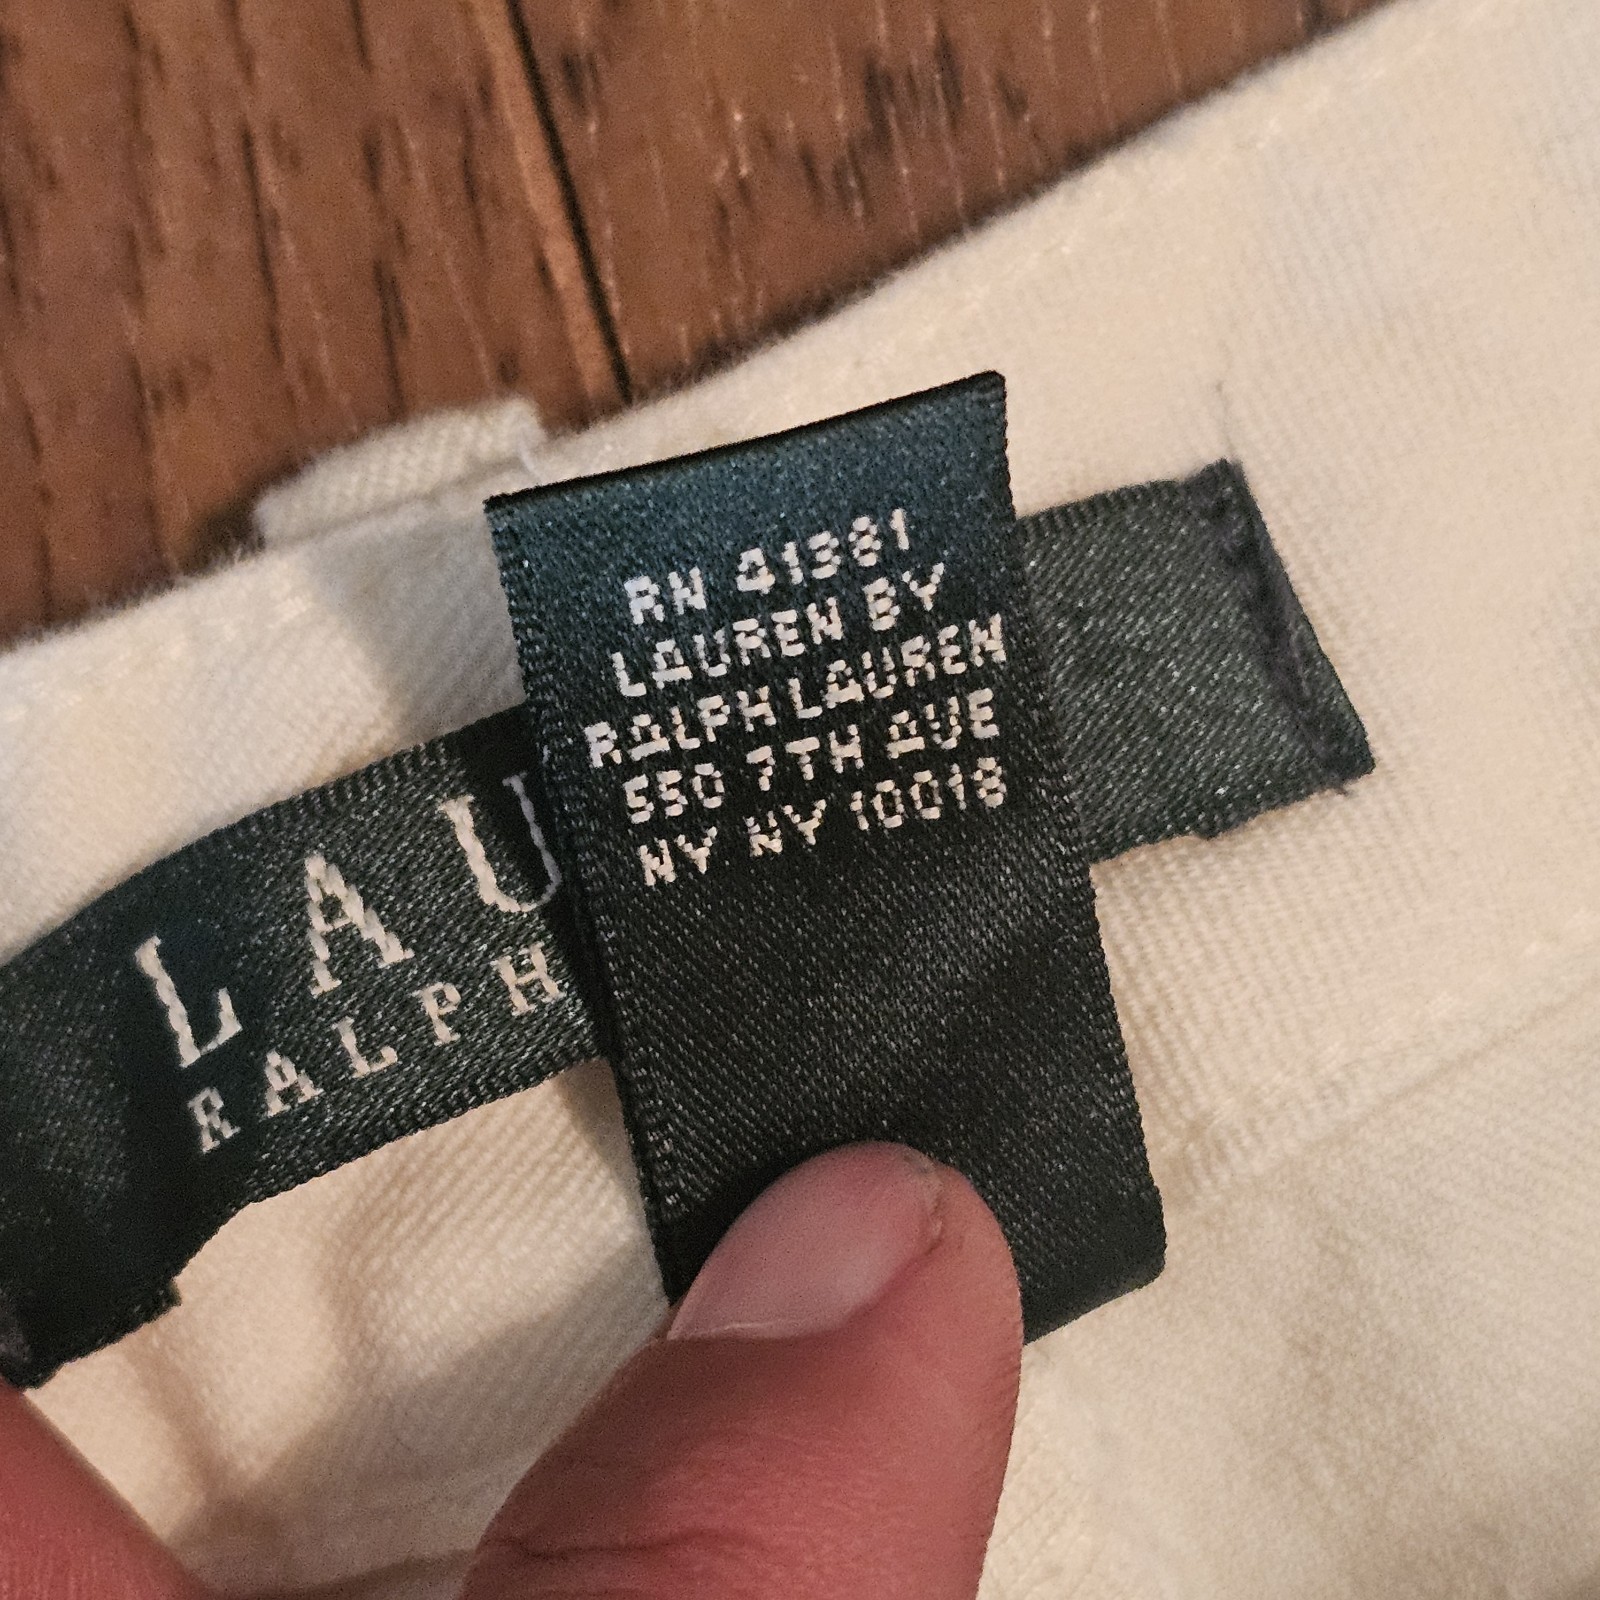 RN 41381
LAUREN BY
RALPH LAUREN
550 7TH AVE
NY NY 10018
LAU
RALPH